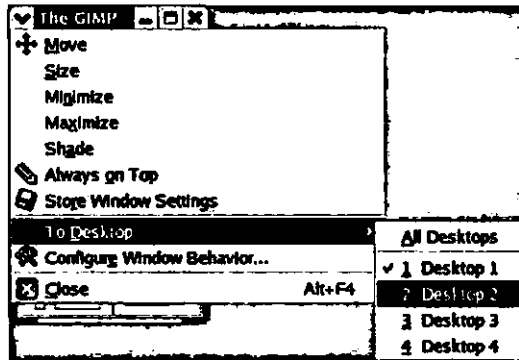 The GIMP
Move
Size
Minimize
Maximize
Shade
Always on Top
Store Window Settings
To Desktop
Configure Window Behavior...
Close Alt+F4
All Desktops
1 Desktop 1
2 Desktop 2
3 Desktop 3
4 Desktop 4